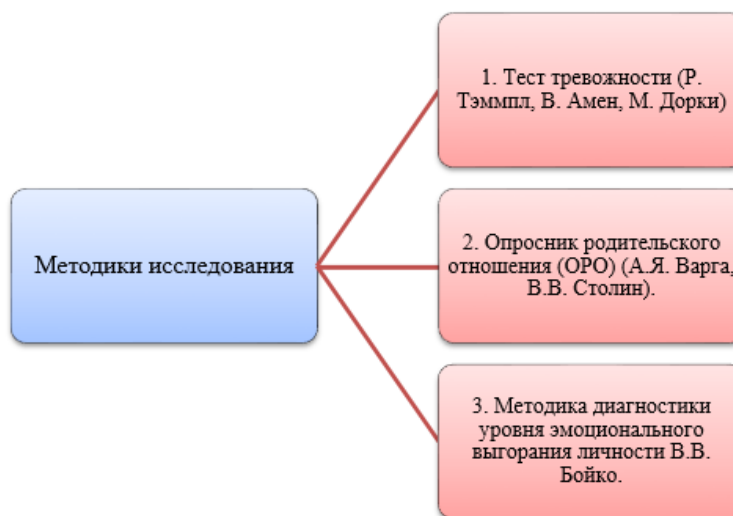 Методики исследования
1. Тест тревожности (Р.
Тэммпл, В. Амен, М. Дорки)
2. Опросник родительского
отношения (ОРО) (А.Я. Варга,
В.В. Столин).
3. Методика диагностики
уровня эмоционального
выгорания личности В.В.
Бойко.